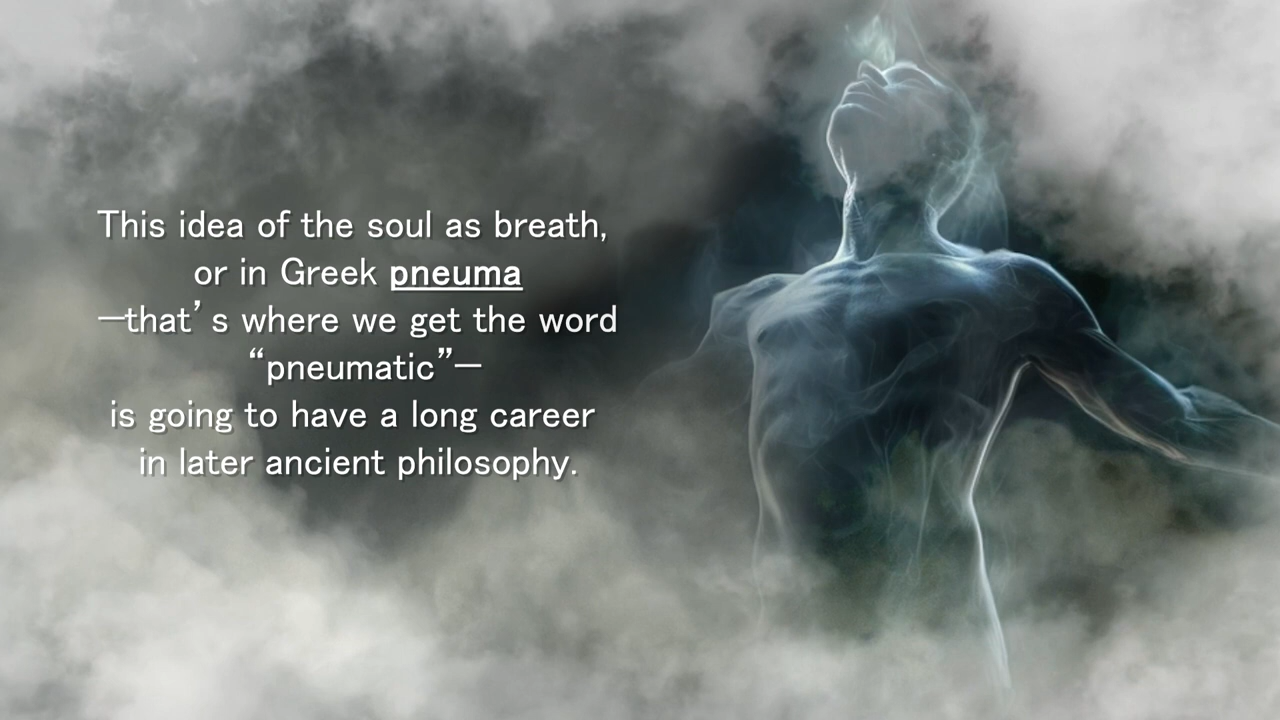 This idea of the soul as breath,
or in Greek pneuma
—that’s where we get the word
“pneumatic”—
is going to have a long career
in later ancient philosophy.